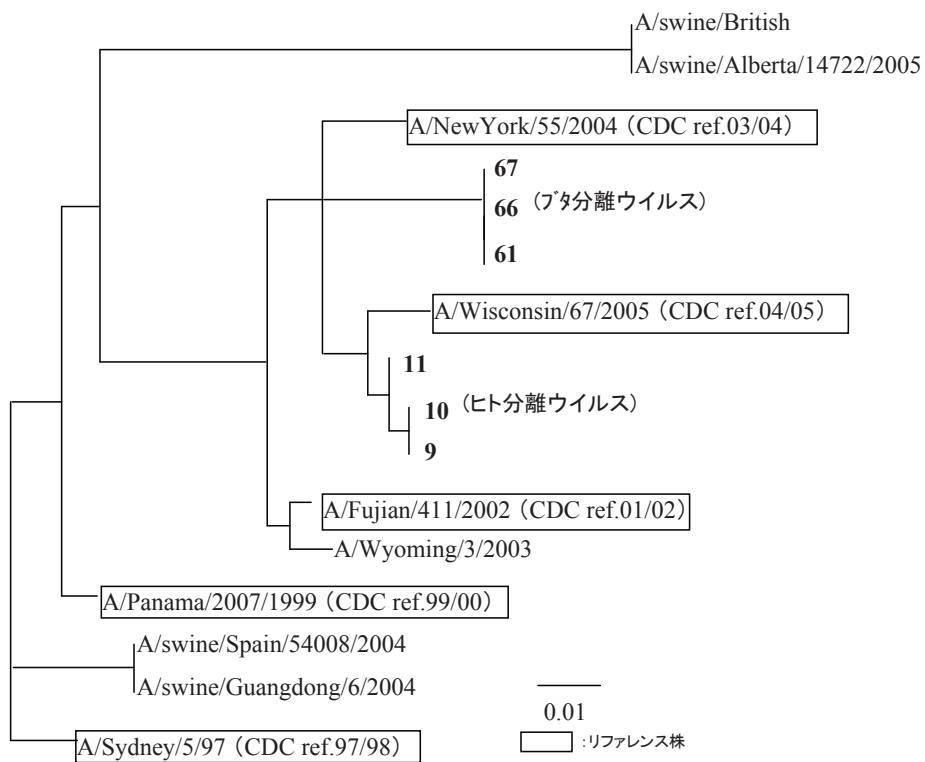 A/swine/British
A/swine/Alberta/14722/2005
A/NewYork/55/2004（CDC ref.03/04）
67
66（ﾌﾞﾀ分離ウイルス）
61
A/Wisconsin/67/2005（CDC ref.04/05）
11
10（ヒト分離ウイルス）
9
A/Fujian/411/2002（CDC ref.01/02）
A/Wyoming/3/2003
A/Panama/2007/1999（CDC ref.99/00）
A/swine/Spain/54008/2004
A/swine/Guangdong/6/2004
0.01
A/Sydney/5/97（CDC ref.97/98）
：リファレンス株